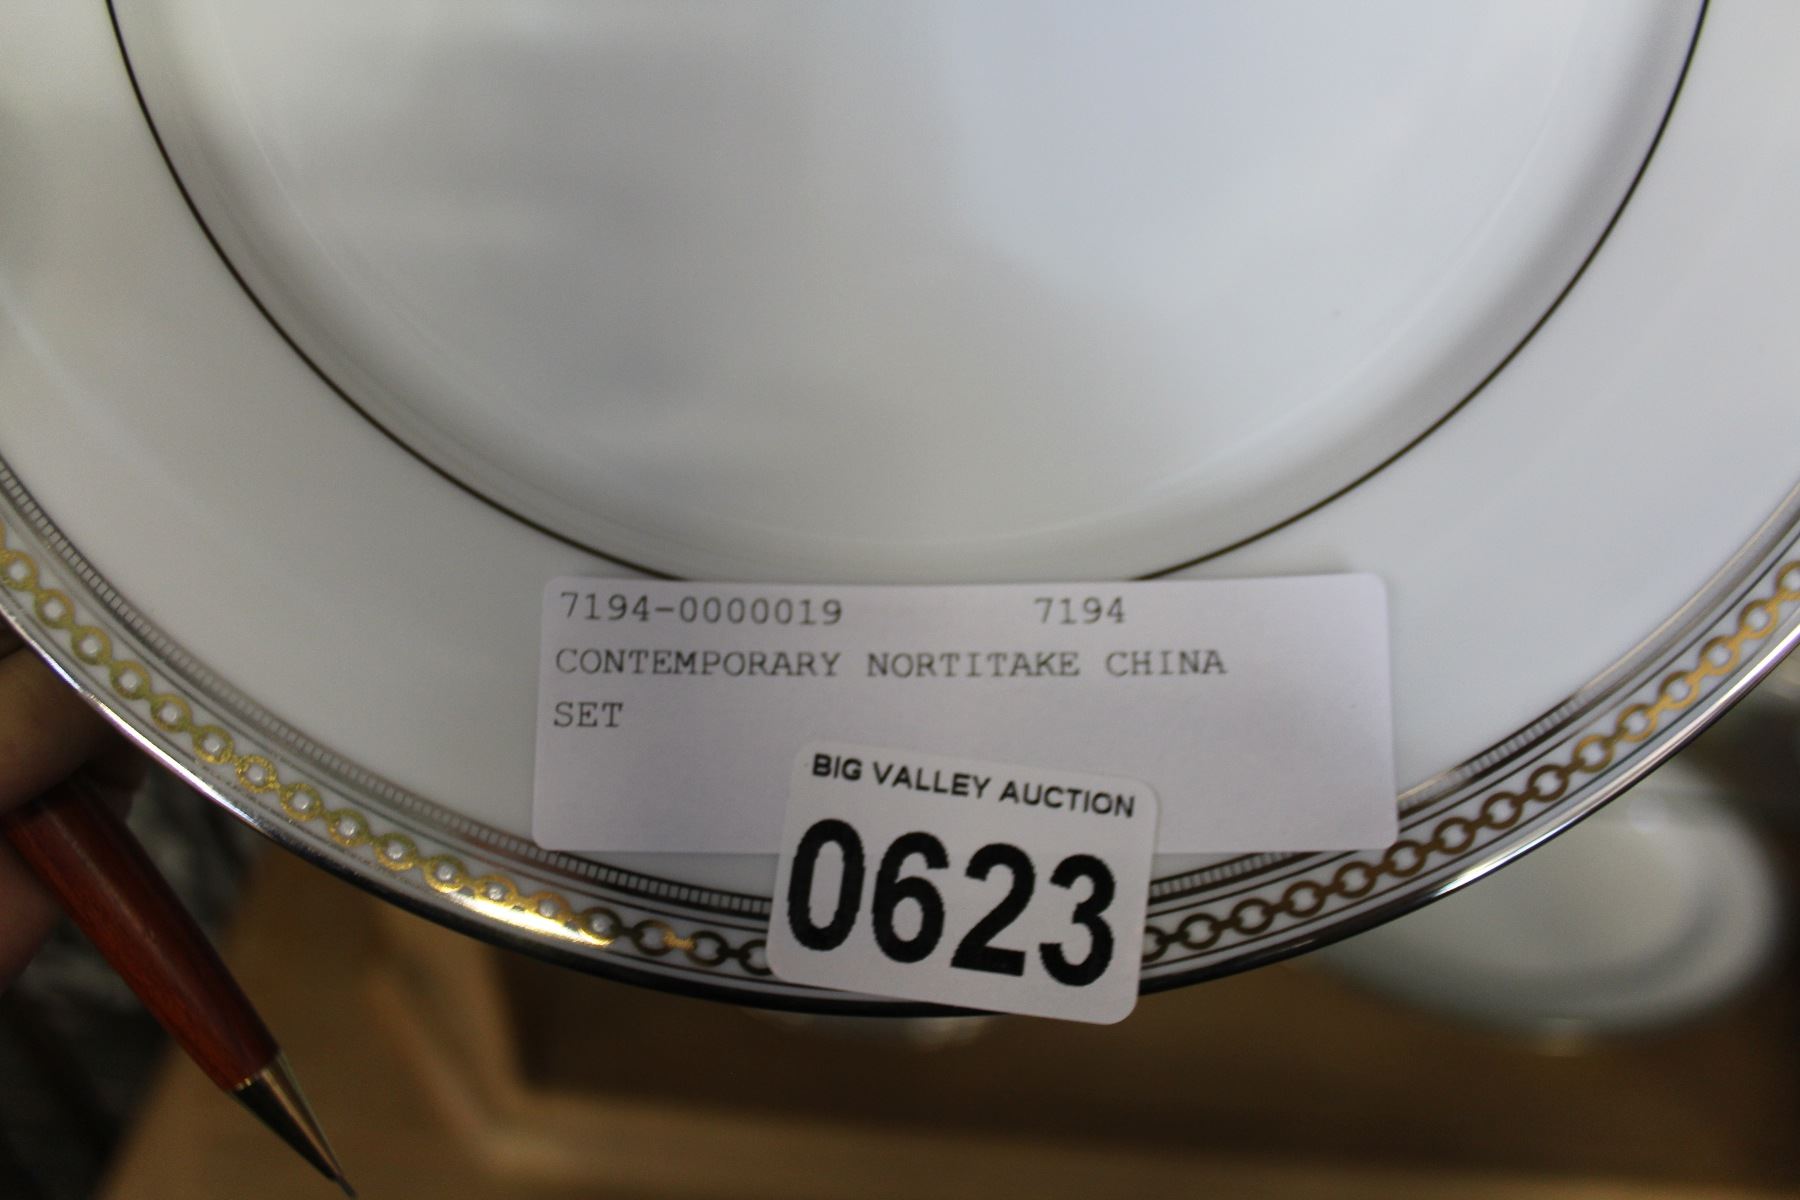 7194-0000019 7194
CONTEMPORARY NORTITAKE CHINA
SET
BIG VALLEY AUCTION
0623